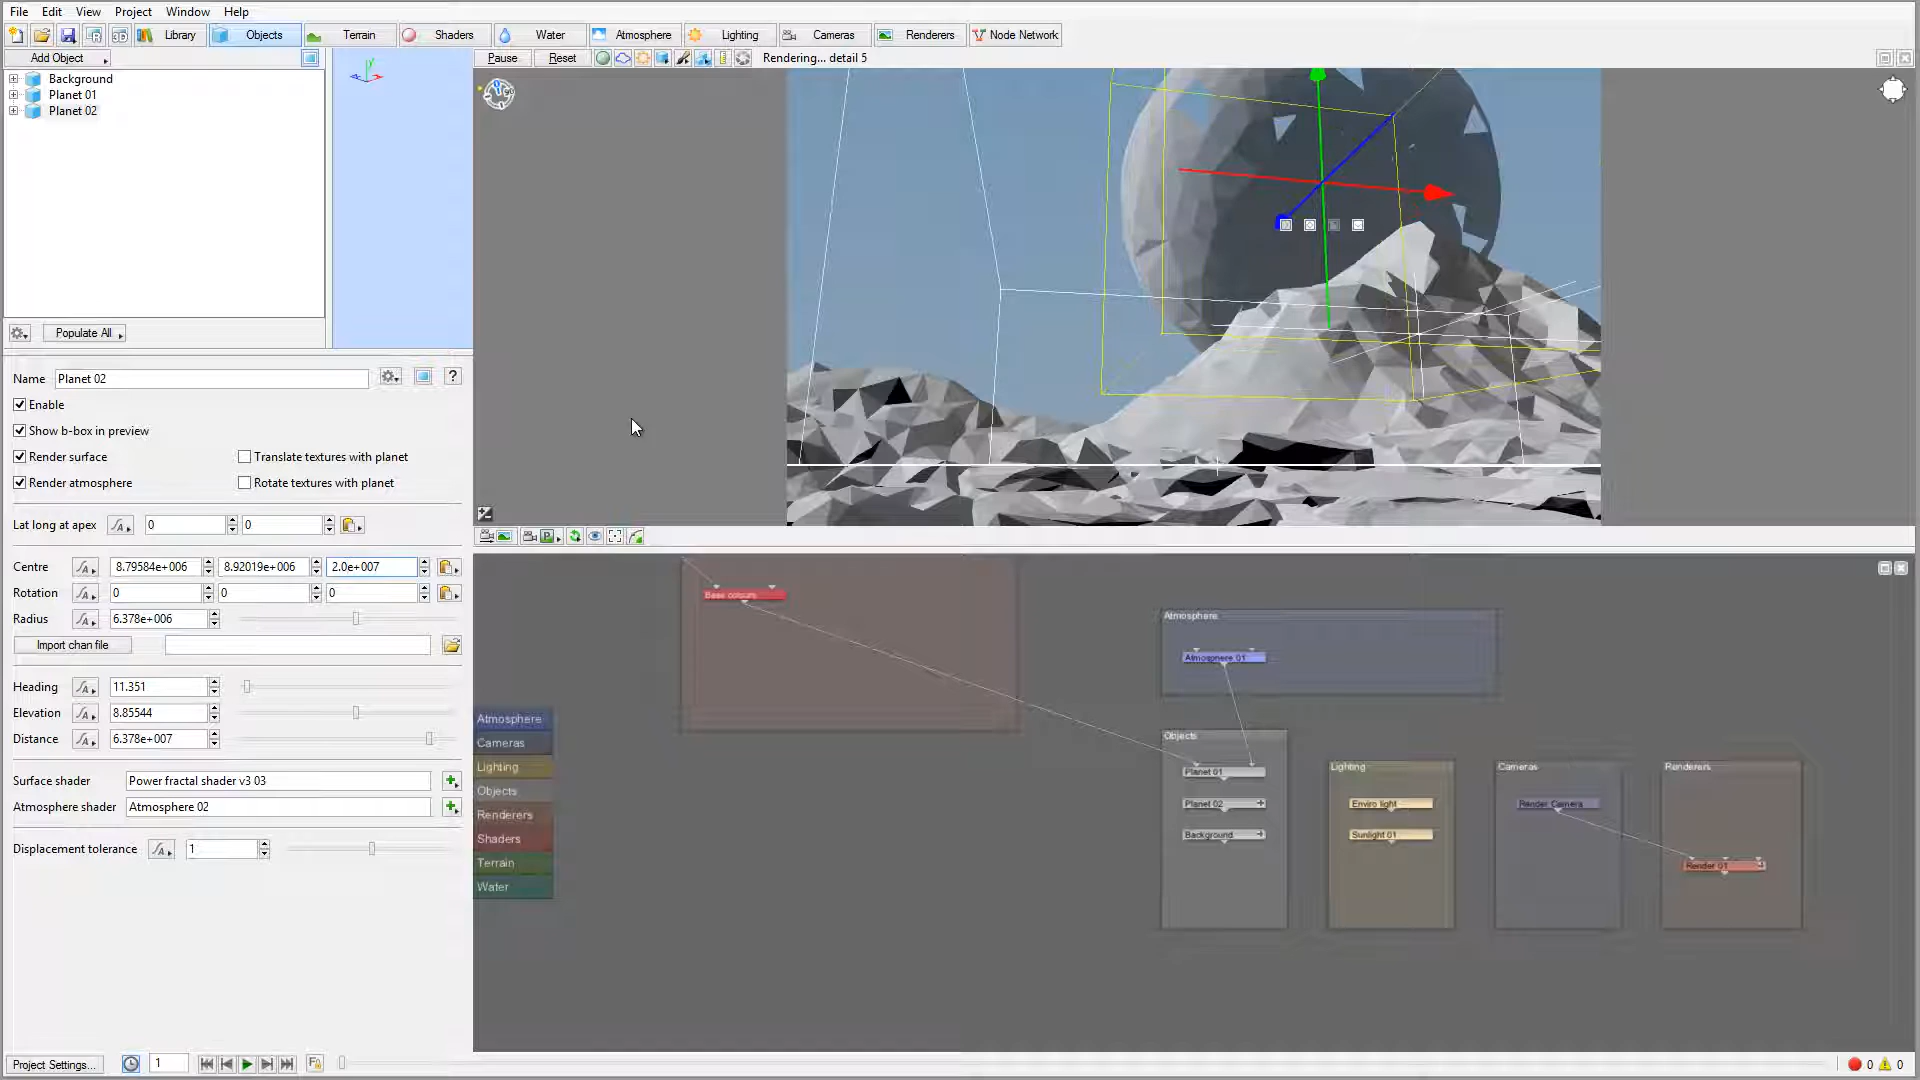 File Edit View Project Window Help
Library Objects Terrain Shaders Water Atmosphere Lighting Cameras Renderers Node Network
Add Object
Pause Reset Rendering... detail 5
Background
Planet 01
Planet 02
Populate All
Name Planet 02 ?
Enable
Show b-box in preview
Render surface Translate textures with planet
Render atmosphere Rotate textures with planet
Lat long at apex 0 0
Centre 8.79584e+006 8.92019e+006 2.0e+007
Rotation 0 0 0
Radius 6.378e+006
Import chan file
Heading 11.351
Elevation 8.85544
Distance 6.378e+007
Surface shader Power fractal shader v3 03
Atmosphere shader Atmosphere 02
Displacement tolerance 1
Base colours
Atmosphere
Atmosphere 01
Atmosphere
Cameras
Lighting
Objects
Renderers
Shaders
Terrain
Water
Objects
Planet 01
Planet 02
Background
Lighting
Enviro light
Sunlight 01
Cameras
Render Camera
Renderers
Render 01
Project Settings... 1 0 0